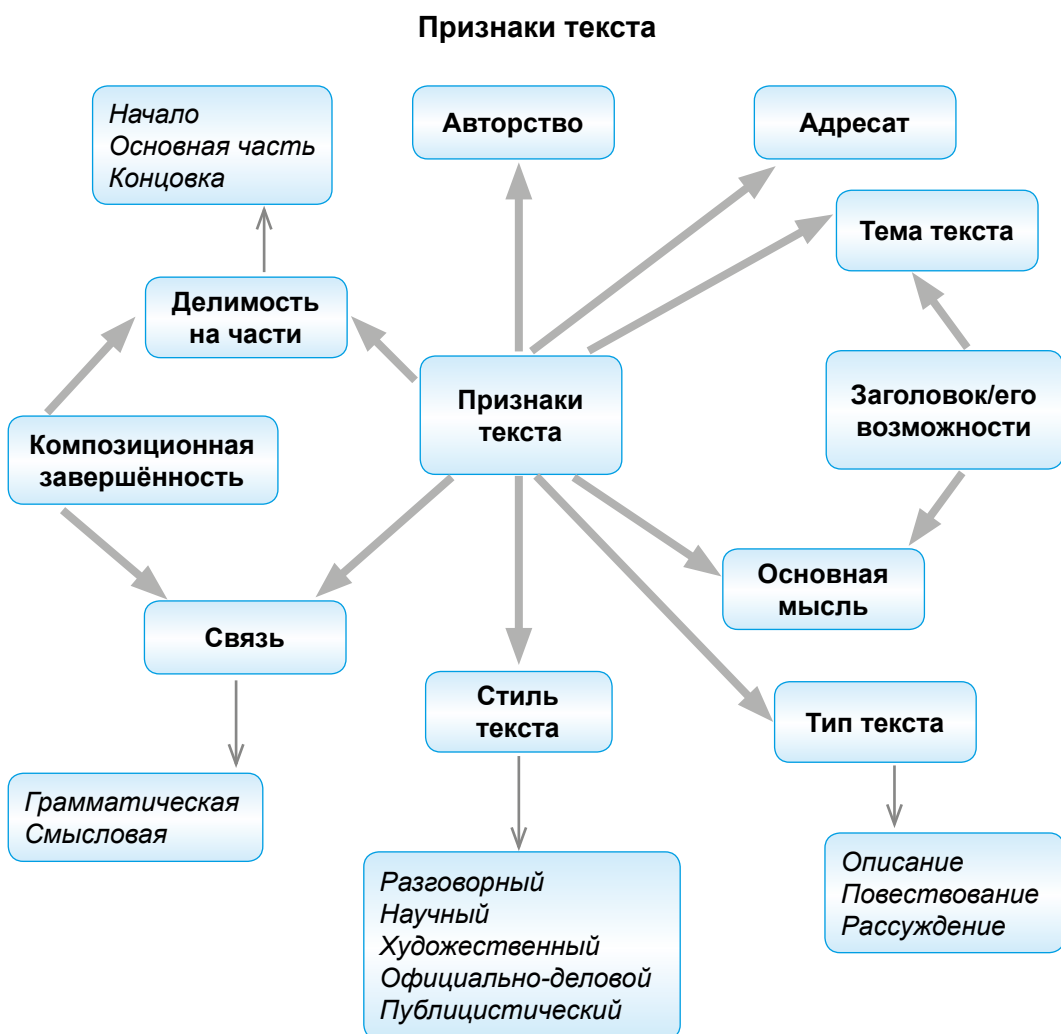 Признаки текста
Начало
Основная часть
Концовка
Авторство
Адресат
Тема текста
Делимость
на части
Признаки
текста
Заголовок/его
возможности
Композиционная
завершённость
Основная
мысль
Связь
Стиль
текста
Тип текста
Грамматическая
Смысловая
Разговорный
Научный
Художественный
Официально-деловой
Публицистический
Описание
Повествование
Рассуждение